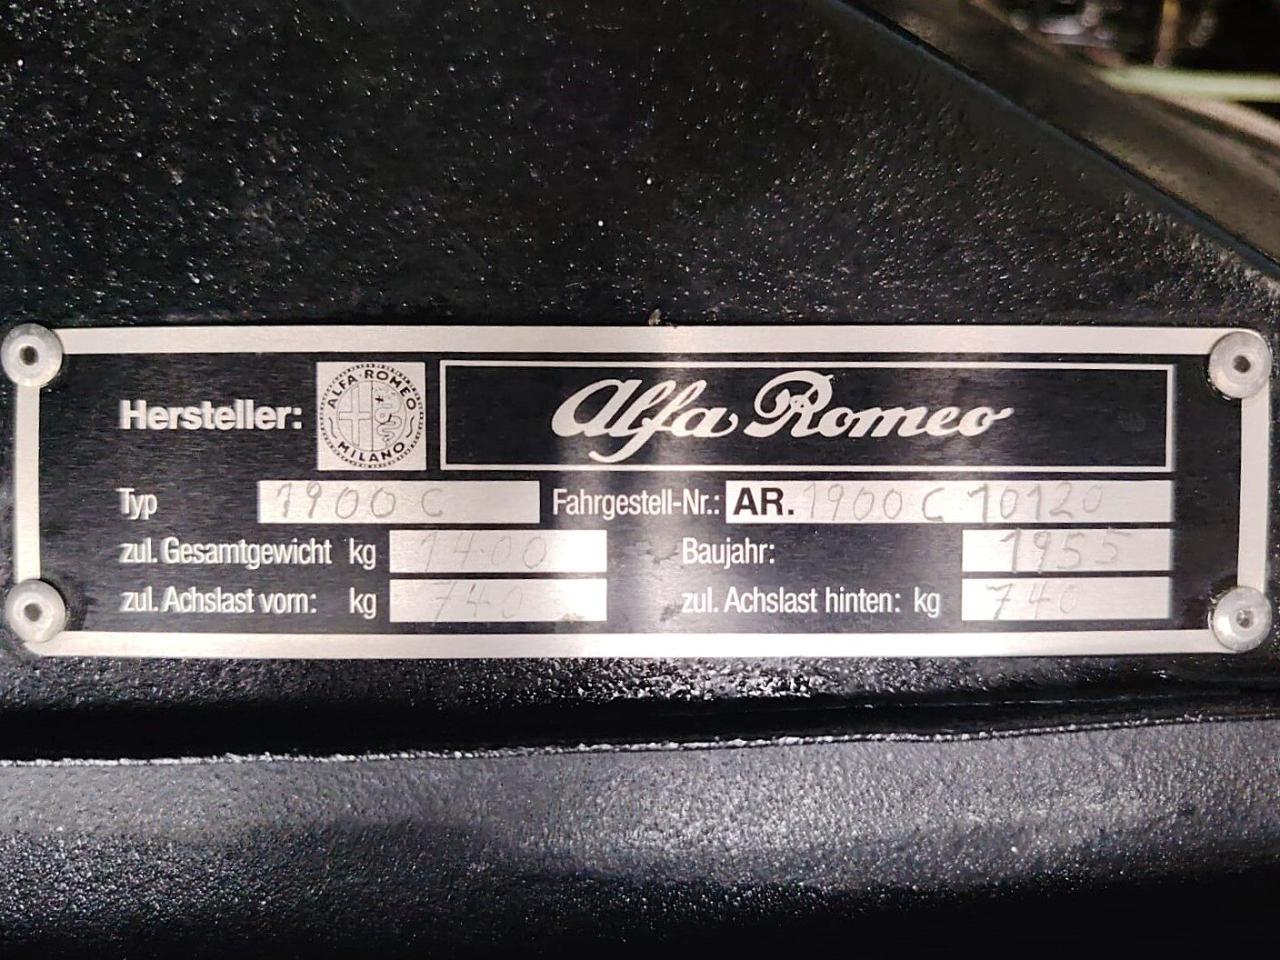 Hersteller: ALFA·ROMEO MILANO Alfa Romeo
Typ 1900 C Fahrgestell-Nr.: AR. 1900 C 10120
zul. Gesamtgewicht kg 1400 Baujahr: 1955
zul. Achslast vorn: kg 740 zul. Achslast hinten: kg 740